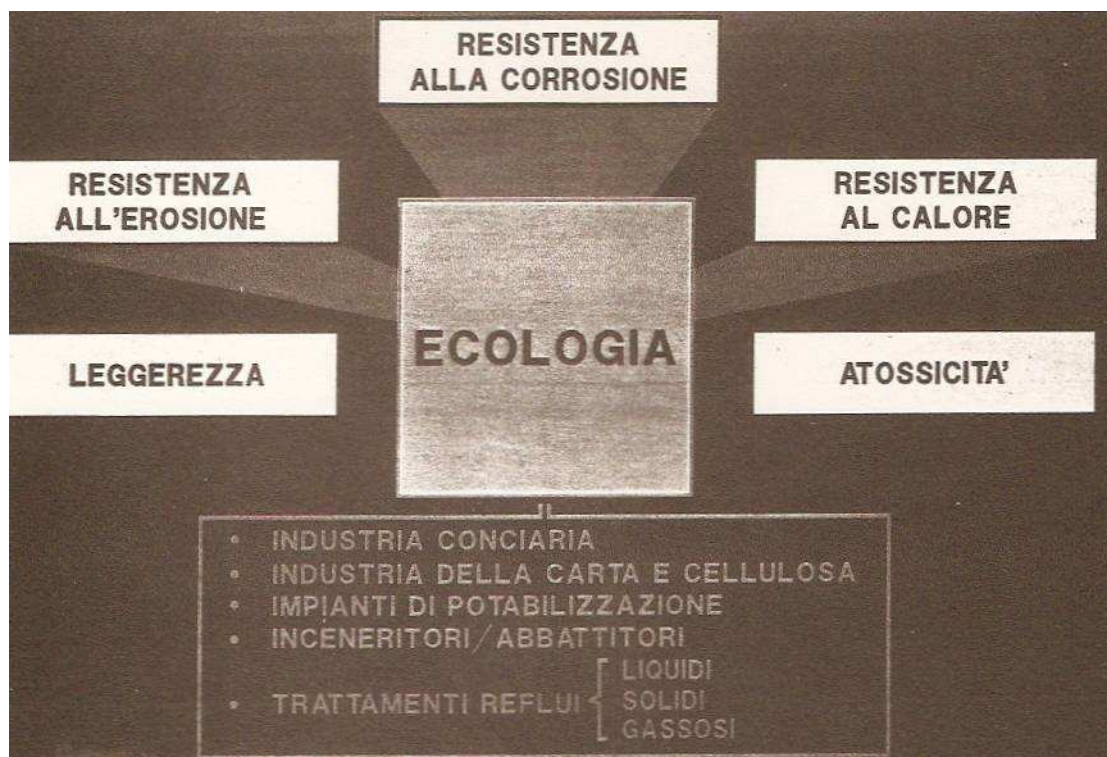 RESISTENZA
ALLA CORROSIONE
RESISTENZA
ALL'EROSIONE
RESISTENZA
AL CALORE
LEGGEREZZA
ECOLOGIA
ATOSSICITA'
• INDUSTRIA CONCIARIA
• INDUSTRIA DELLA CARTA E CELLULOSA
• IMPIANTI DI POTABILIZZAZIONE
• INCENERITORI/ABBATTITORI
• TRATTAMENTI REFLUI
LIQUIDI
SOLIDI
GASSOSI